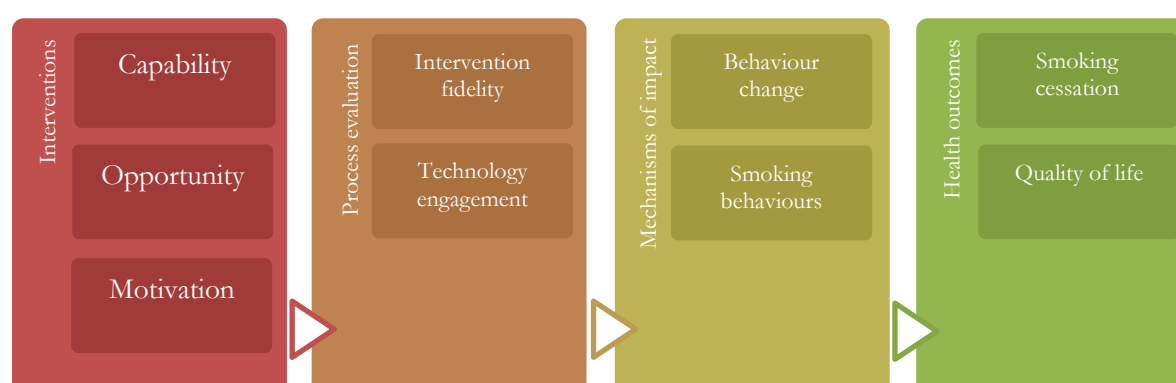 Interventions
Capability
Opportunity
Motivation
Process evaluation
Intervention
fidelity
Technology
engagement
Mechanisms of impact
Behaviour
change
Smoking
behaviours
Health outcomes
Smoking
cessation
Quality of life